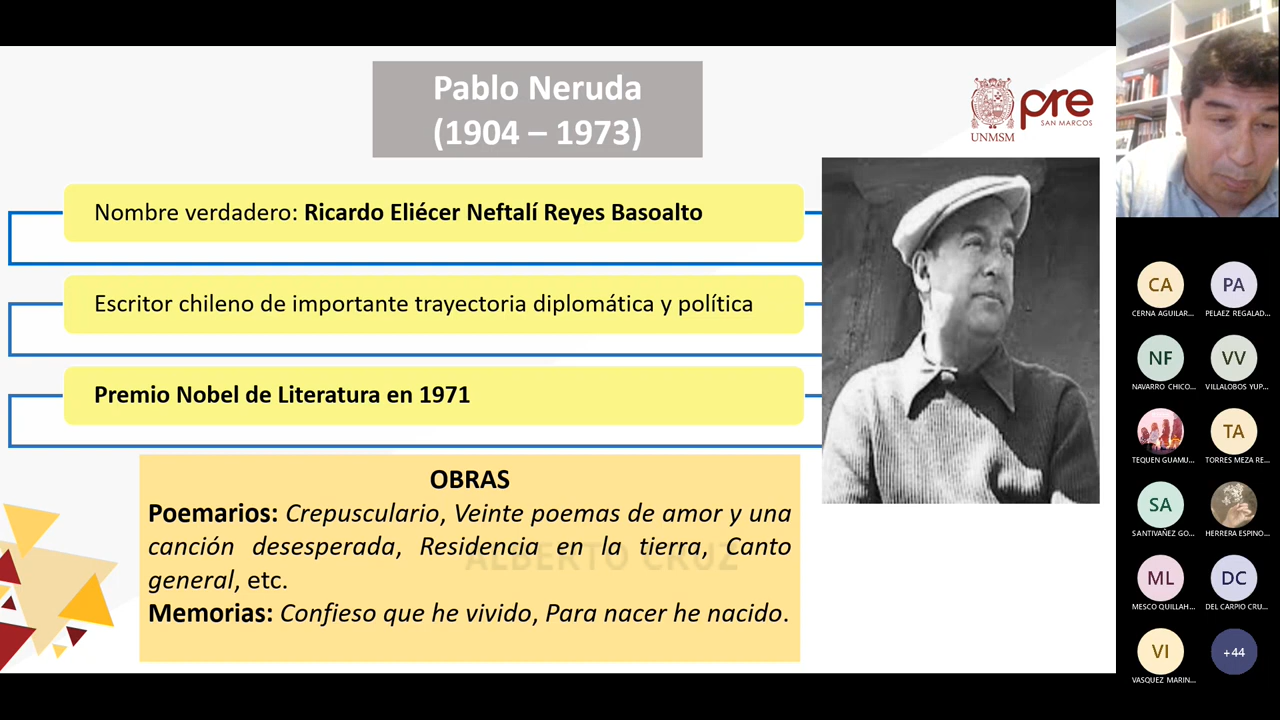 Pablo Neruda
(1904 – 1973)
UNMSM
pre
SAN MARCOS
Nombre verdadero: Ricardo Eliécer Neftalí Reyes Basoalto
Escritor chileno de importante trayectoria diplomática y política
Premio Nobel de Literatura en 1971
OBRAS
Poemarios: Crepusculario, Veinte poemas de amor y una
canción desesperada, Residencia en la tierra, Canto
general, etc.
Memorias: Confieso que he vivido, Para nacer he nacido.
ALBERTO CRUZ
CA
PA
CERNA AGUILAR...
PELAEZ REGALAD...
NF
VV
NAVARRO CHICO...
VILLALOBOS YUP...
TA
TEQUEN GUAMU...
TORRES MEZA RE...
SA
SANTIVAÑEZ GO...
HERRERA ESPINO...
ML
DC
MESCO QUILLAH...
DEL CARPIO CRU...
VI
+44
VASQUEZ MARIN...